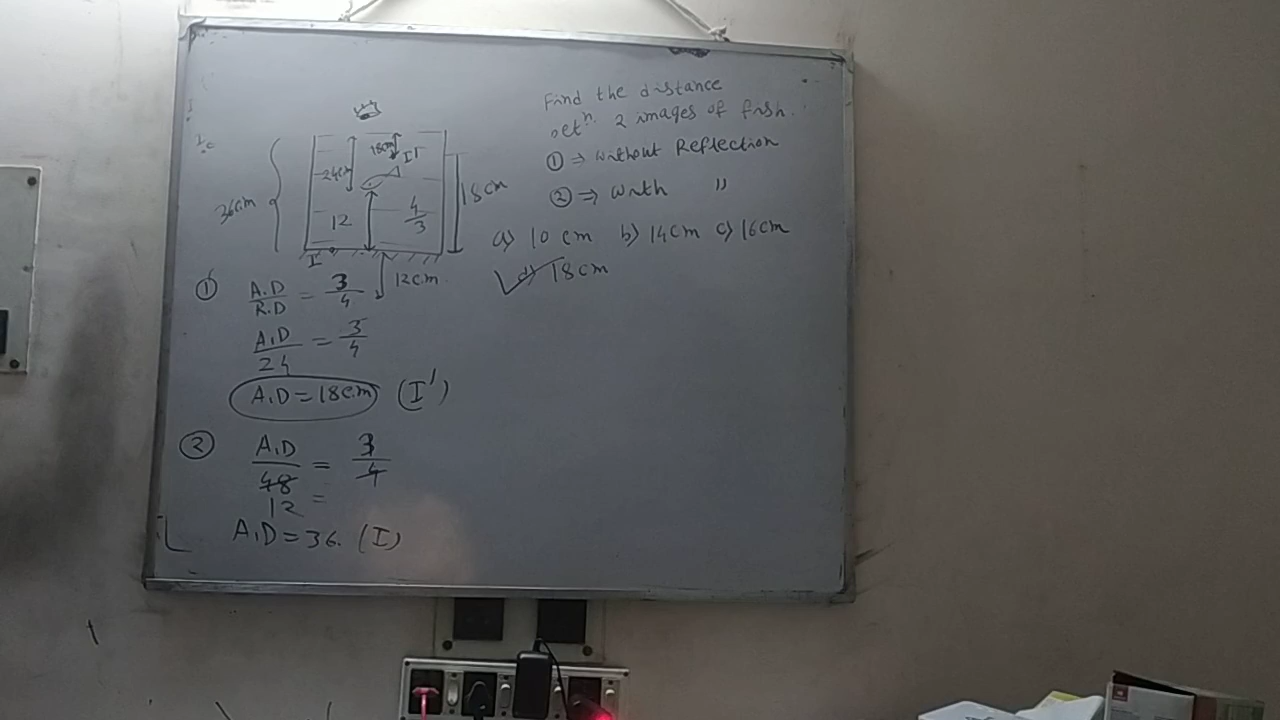 Find the distance
betⁿ. 2 images of fish.
① ⇒ without Reflection
② ⇒ with "
a) 10 cm b) 14cm c) 16cm
d) 18cm
36cm
24cm
18cm
I'
12
4/3
18cm
I
12cm
① A.D/R.D = 3/4
A.D/24 = 3/4
A.D = 18cm (I')
② A.D/48 = 3/4
12 =
A.D = 36. (I)